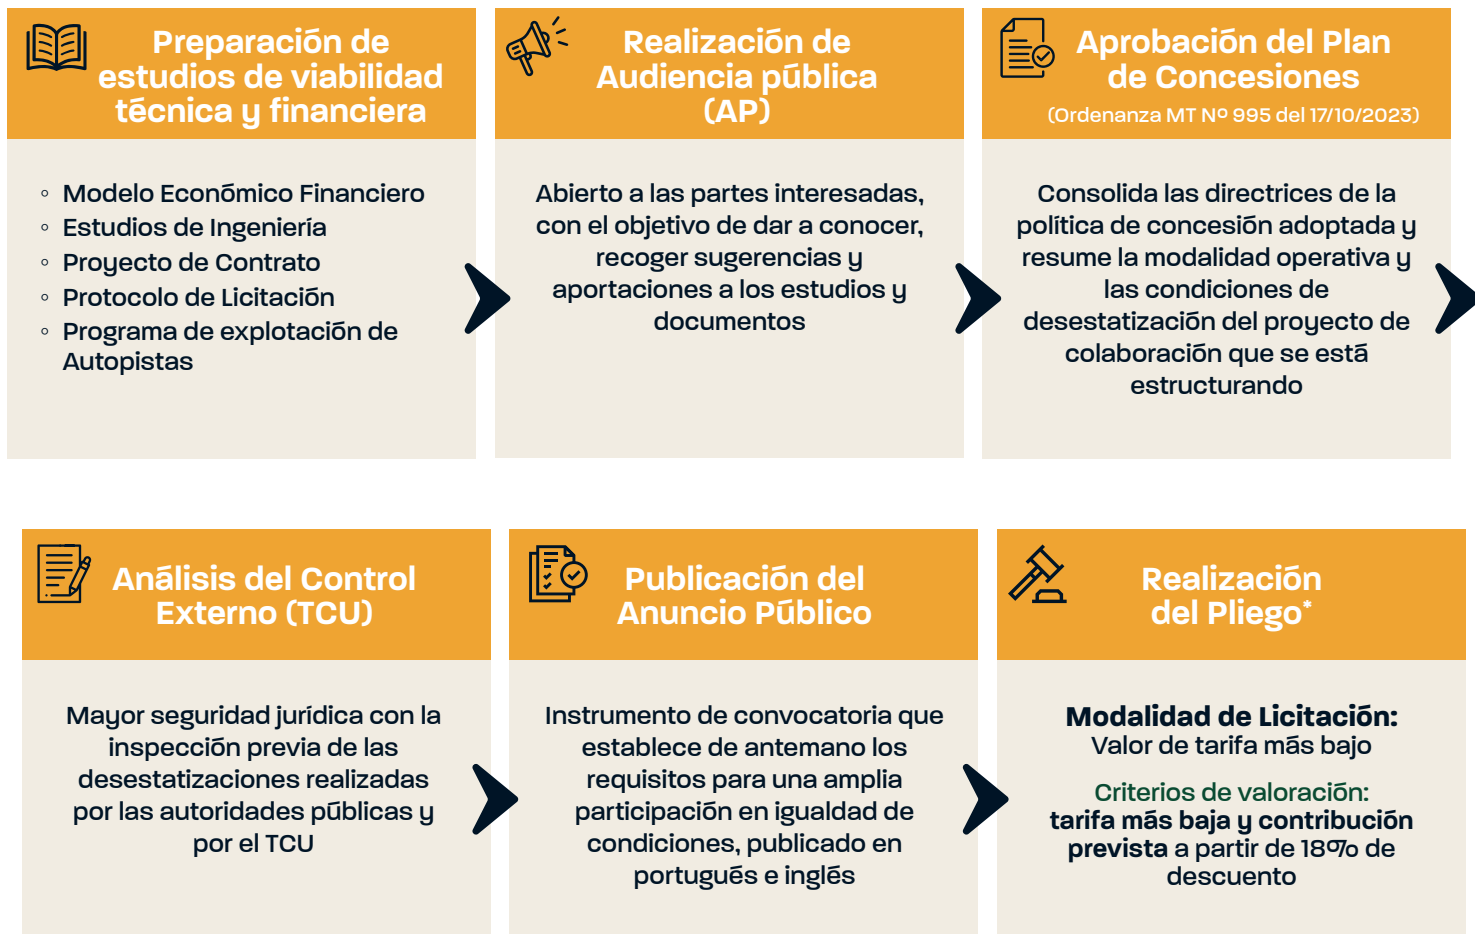 Preparación de
estudios de viabilidad
técnica y financiera
◦ Modelo Económico Financiero
◦ Estudios de Ingeniería
◦ Proyecto de Contrato
◦ Protocolo de Licitación
◦ Programa de explotación de
Autopistas
Realización de
Audiencia pública
(AP)
Abierto a las partes interesadas,
con el objetivo de dar a conocer,
recoger sugerencias y
aportaciones a los estudios y
documentos
Aprobación del Plan
de Concesiones
(Ordenanza MT Nº 995 del 17/10/2023)
Consolida las directrices de la
política de concesión adoptada y
resume la modalidad operativa y
las condiciones de
desestatización del proyecto de
colaboración que se está
estructurando
Análisis del Control
Externo (TCU)
Mayor seguridad jurídica con la
inspección previa de las
desestatizaciones realizadas
por las autoridades públicas y
por el TCU
Publicación del
Anuncio Público
Instrumento de convocatoria que
establece de antemano los
requisitos para una amplia
participación en igualdad de
condiciones, publicado en
portugués e inglés
Realización
del Pliego*
Modalidad de Licitación:
Valor de tarifa más bajo
Criterios de valoración:
tarifa más baja y contribución
prevista a partir de 18% de
descuento